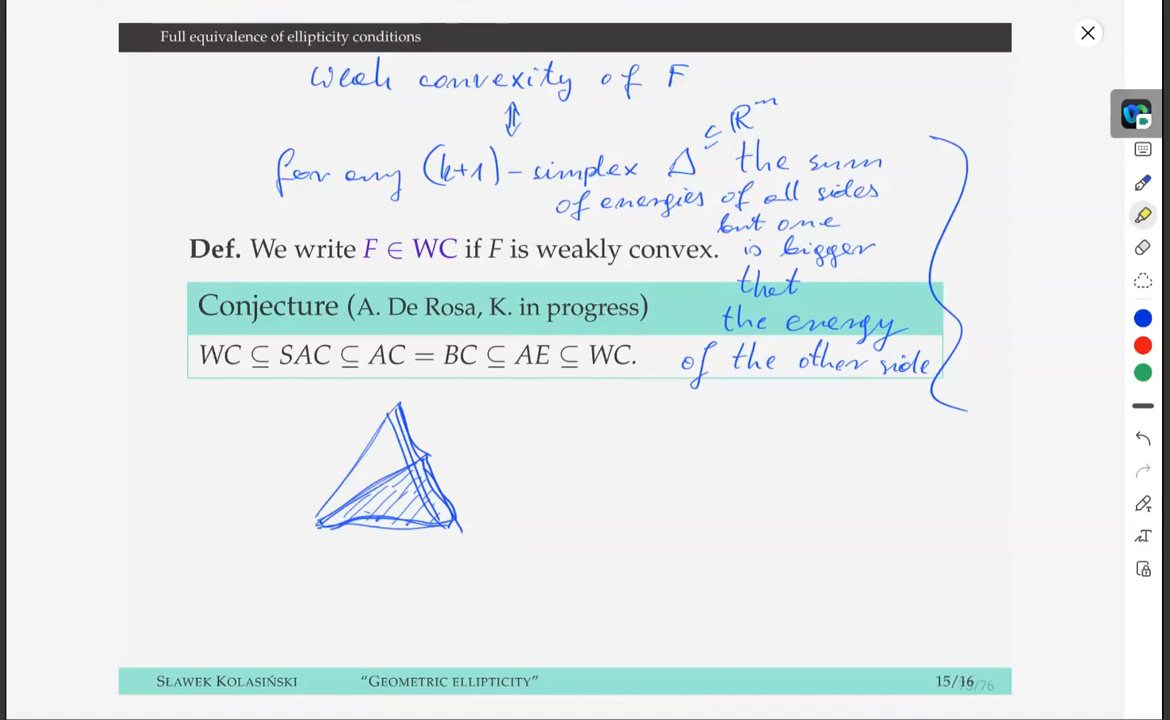 Full equivalence of ellipticity conditions
Weak convexity of F
⇕
for any (k+1)-simplex Δ ⊆ ℝᵐ the sum
of energies of all sides
but one
Def. We write F ∈ WC if F is weakly convex.
is bigger
that
Conjecture (A. De Rosa, K. in progress)
the energy
WC ⊆ SAC ⊆ AC = BC ⊆ AE ⊆ WC.
of the other side
SŁAWEK KOLASIŃSKI
"GEOMETRIC ELLIPTICITY"
15/16